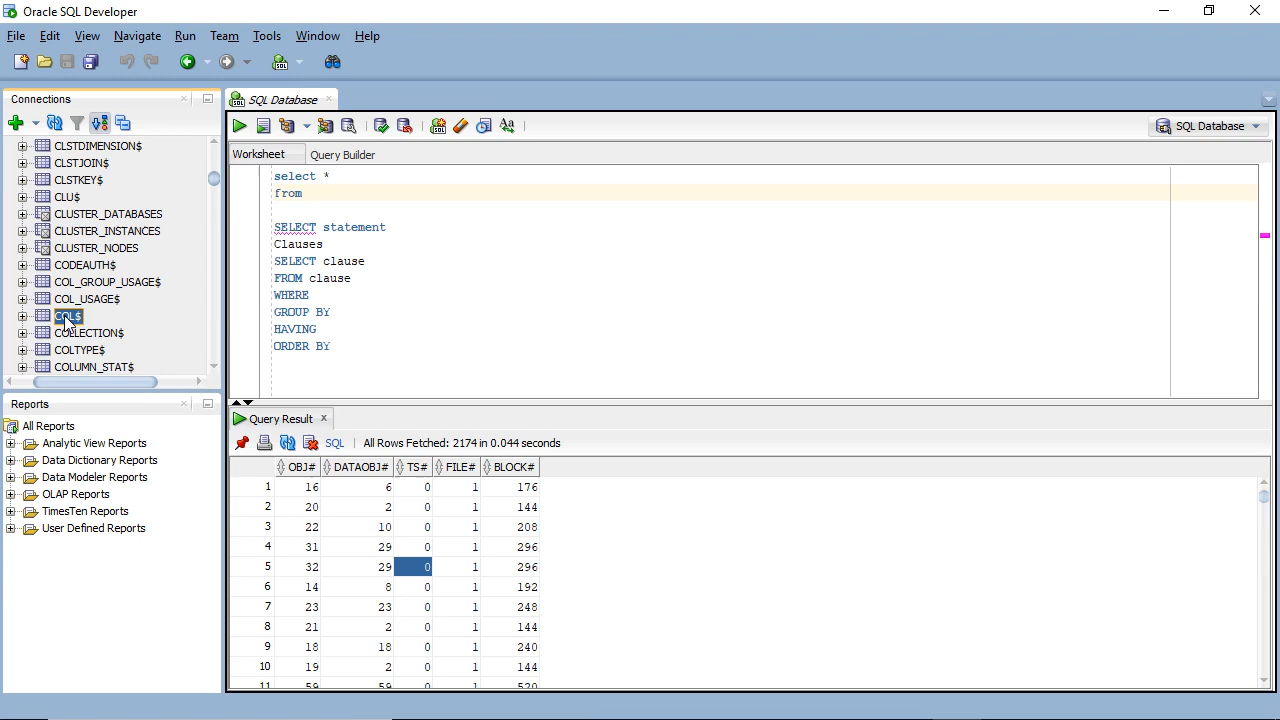 Oracle SQL Developer
File Edit View Navigate Run Team Tools Window Help
Connections
CLSTDIMENSION$
CLSTJOIN$
CLSTKEY$
CLU$
CLUSTER_DATABASES
CLUSTER_INSTANCES
CLUSTER_NODES
CODEAUTH$
COL_GROUP_USAGE$
COL_USAGE$
COL$
COLLECTION$
COLTYPE$
COLUMN_STAT$
Reports
All Reports
Analytic View Reports
Data Dictionary Reports
Data Modeler Reports
OLAP Reports
TimesTen Reports
User Defined Reports
SQL Database
SQL Database
Worksheet Query Builder
select *
from
SELECT statement
Clauses
SELECT clause
FROM clause
WHERE
GROUP BY
HAVING
ORDER BY
Query Result
SQL All Rows Fetched: 2174 in 0.044 seconds
OBJ# DATAOBJ# TS# FILE# BLOCK#
1 16 6 0 1 176
2 20 2 0 1 144
3 22 10 0 1 208
4 31 29 0 1 296
5 32 29 0 1 296
6 14 8 0 1 192
7 23 23 0 1 248
8 21 2 0 1 144
9 18 18 0 1 240
10 19 2 0 1 144
11 59 59 0 1 520